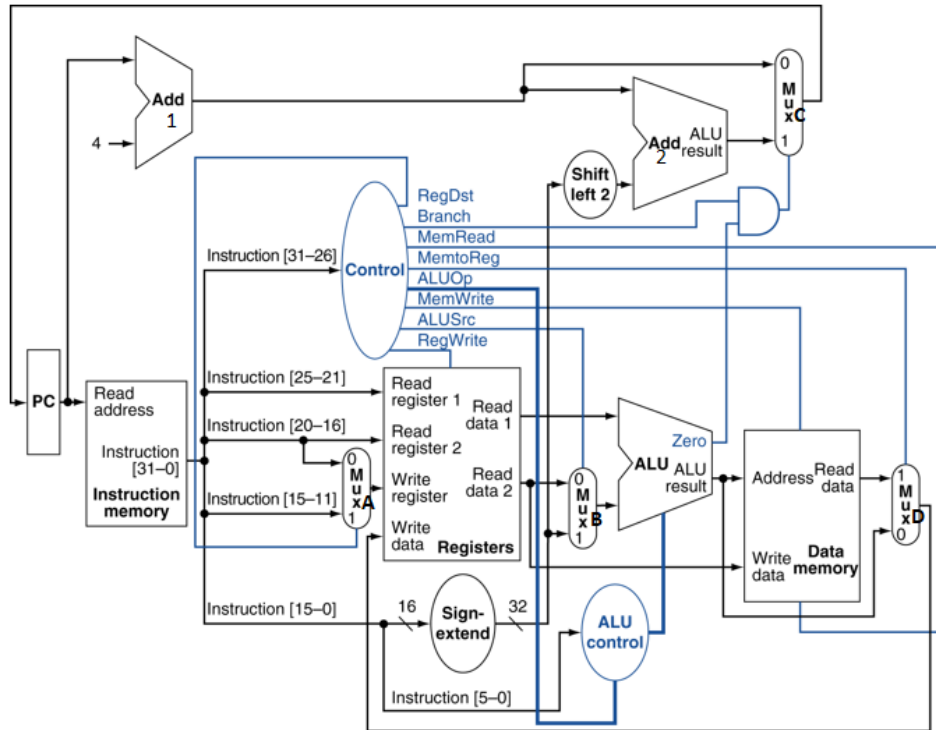 Add
1
4
0
M
u
xC
1
Add
2
ALU
result
Shift
left 2
RegDst
Branch
MemRead
MemtoReg
ALUOp
MemWrite
ALUSrc
RegWrite
Control
Instruction [31–26]
Instruction [25–21]
Instruction [20–16]
Instruction [15–11]
Instruction [15–0]
Instruction [5–0]
PC
Read
address
Instruction
[31–0]
Instruction
memory
0
M
u
xA
1
Read
register 1
Read
register 2
Write
register
Write
data
Read
data 1
Read
data 2
Registers
0
M
u
xB
1
Zero
ALU
ALU
result
Address
Read
data
Write
data
Data
memory
1
M
u
xD
0
16
Sign-
extend
32
ALU
control